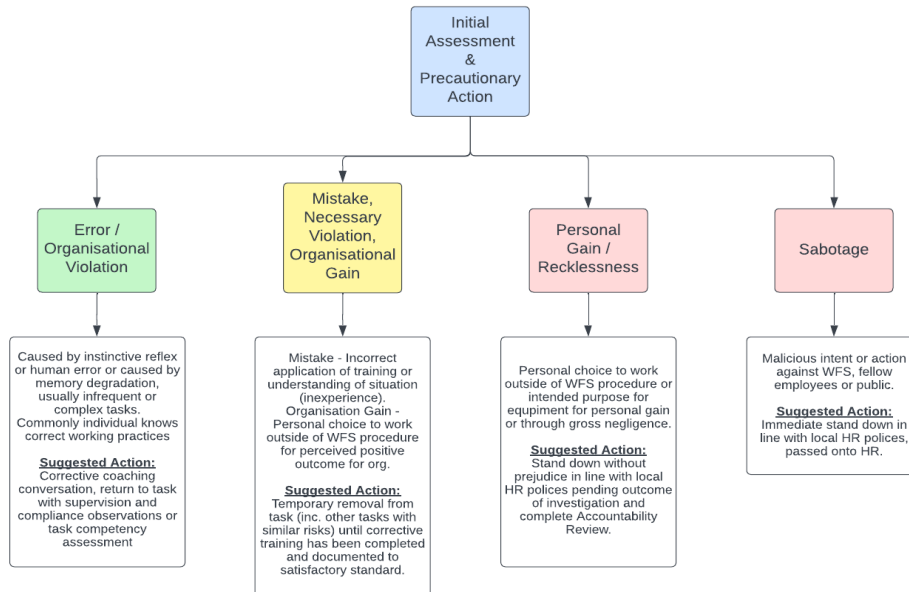 Initial
Assessment
&
Precautionary
Action
Error /
Organisational
Violation
Mistake,
Necessary
Violation,
Organisational
Gain
Personal
Gain /
Recklessness
Sabotage
Caused by instinctive reflex
or human error or caused by
memory degradation,
usually infrequent or
complex tasks.
Commonly individual knows
correct working practices
Suggested Action:
Corrective coaching
conversation, return to task
with supervision and
compliance observations or
task competency
assessment
Mistake - Incorrect
application of training or
understanding of situation
(inexperience).
Organisation Gain -
Personal choice to work
outside of WFS procedure
for perceived positive
outcome for org.
Suggested Action:
Temporary removal from
task (inc. other tasks with
similar risks) until corrective
training has been completed
and documented to
satisfactory standard.
Personal choice to work
outside of WFS procedure or
intended purpose for
equipment for personal gain
or through gross negligence.
Suggested Action:
Stand down without
prejudice in line with local
HR polices pending outcome
of investigation and
complete Accountability
Review.
Malicious intent or action
against WFS, fellow
employees or public.
Suggested Action:
Immediate stand down in
line with local HR polices,
passed onto HR.